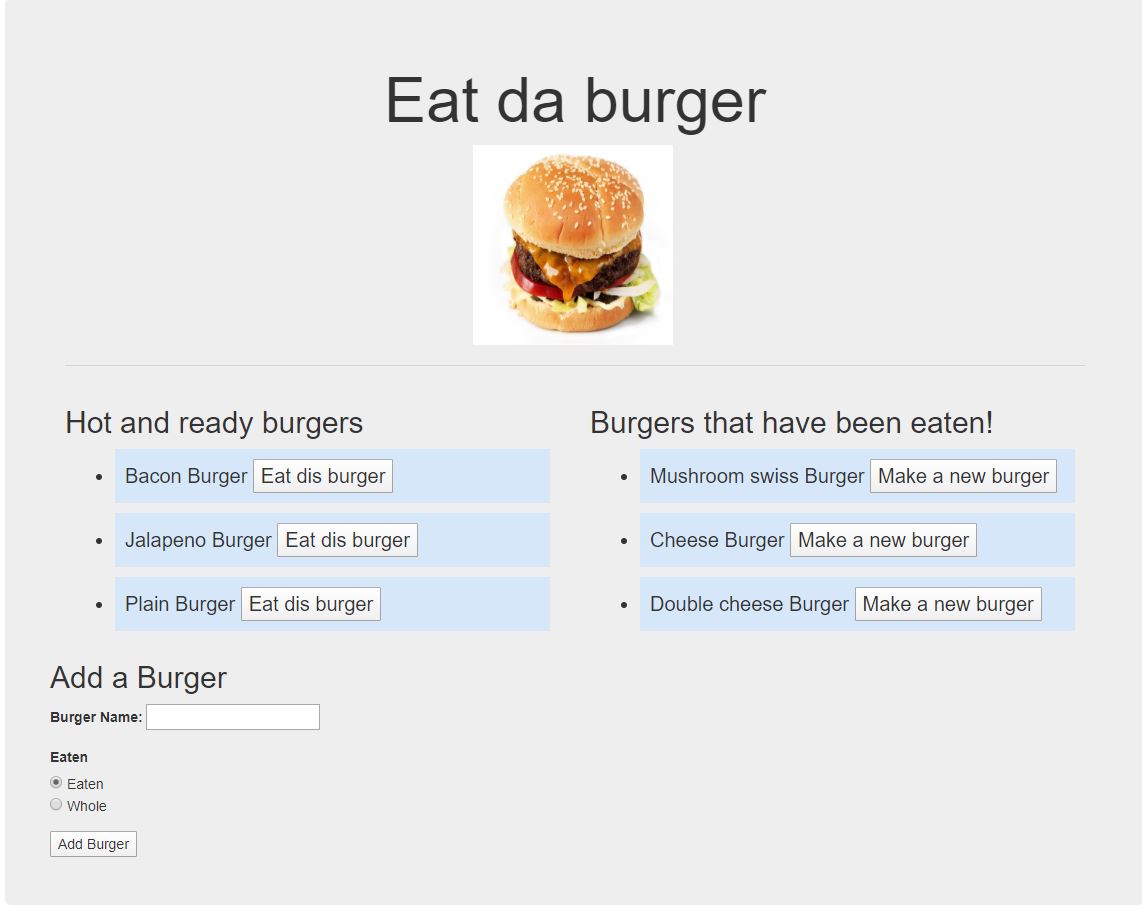 Eat da burger
Hot and ready burgers
Bacon Burger Eat dis burger
Jalapeno Burger Eat dis burger
Plain Burger Eat dis burger
Burgers that have been eaten!
Mushroom swiss Burger Make a new burger
Cheese Burger Make a new burger
Double cheese Burger Make a new burger
Add a Burger
Burger Name:
Eaten
Eaten
Whole
Add Burger